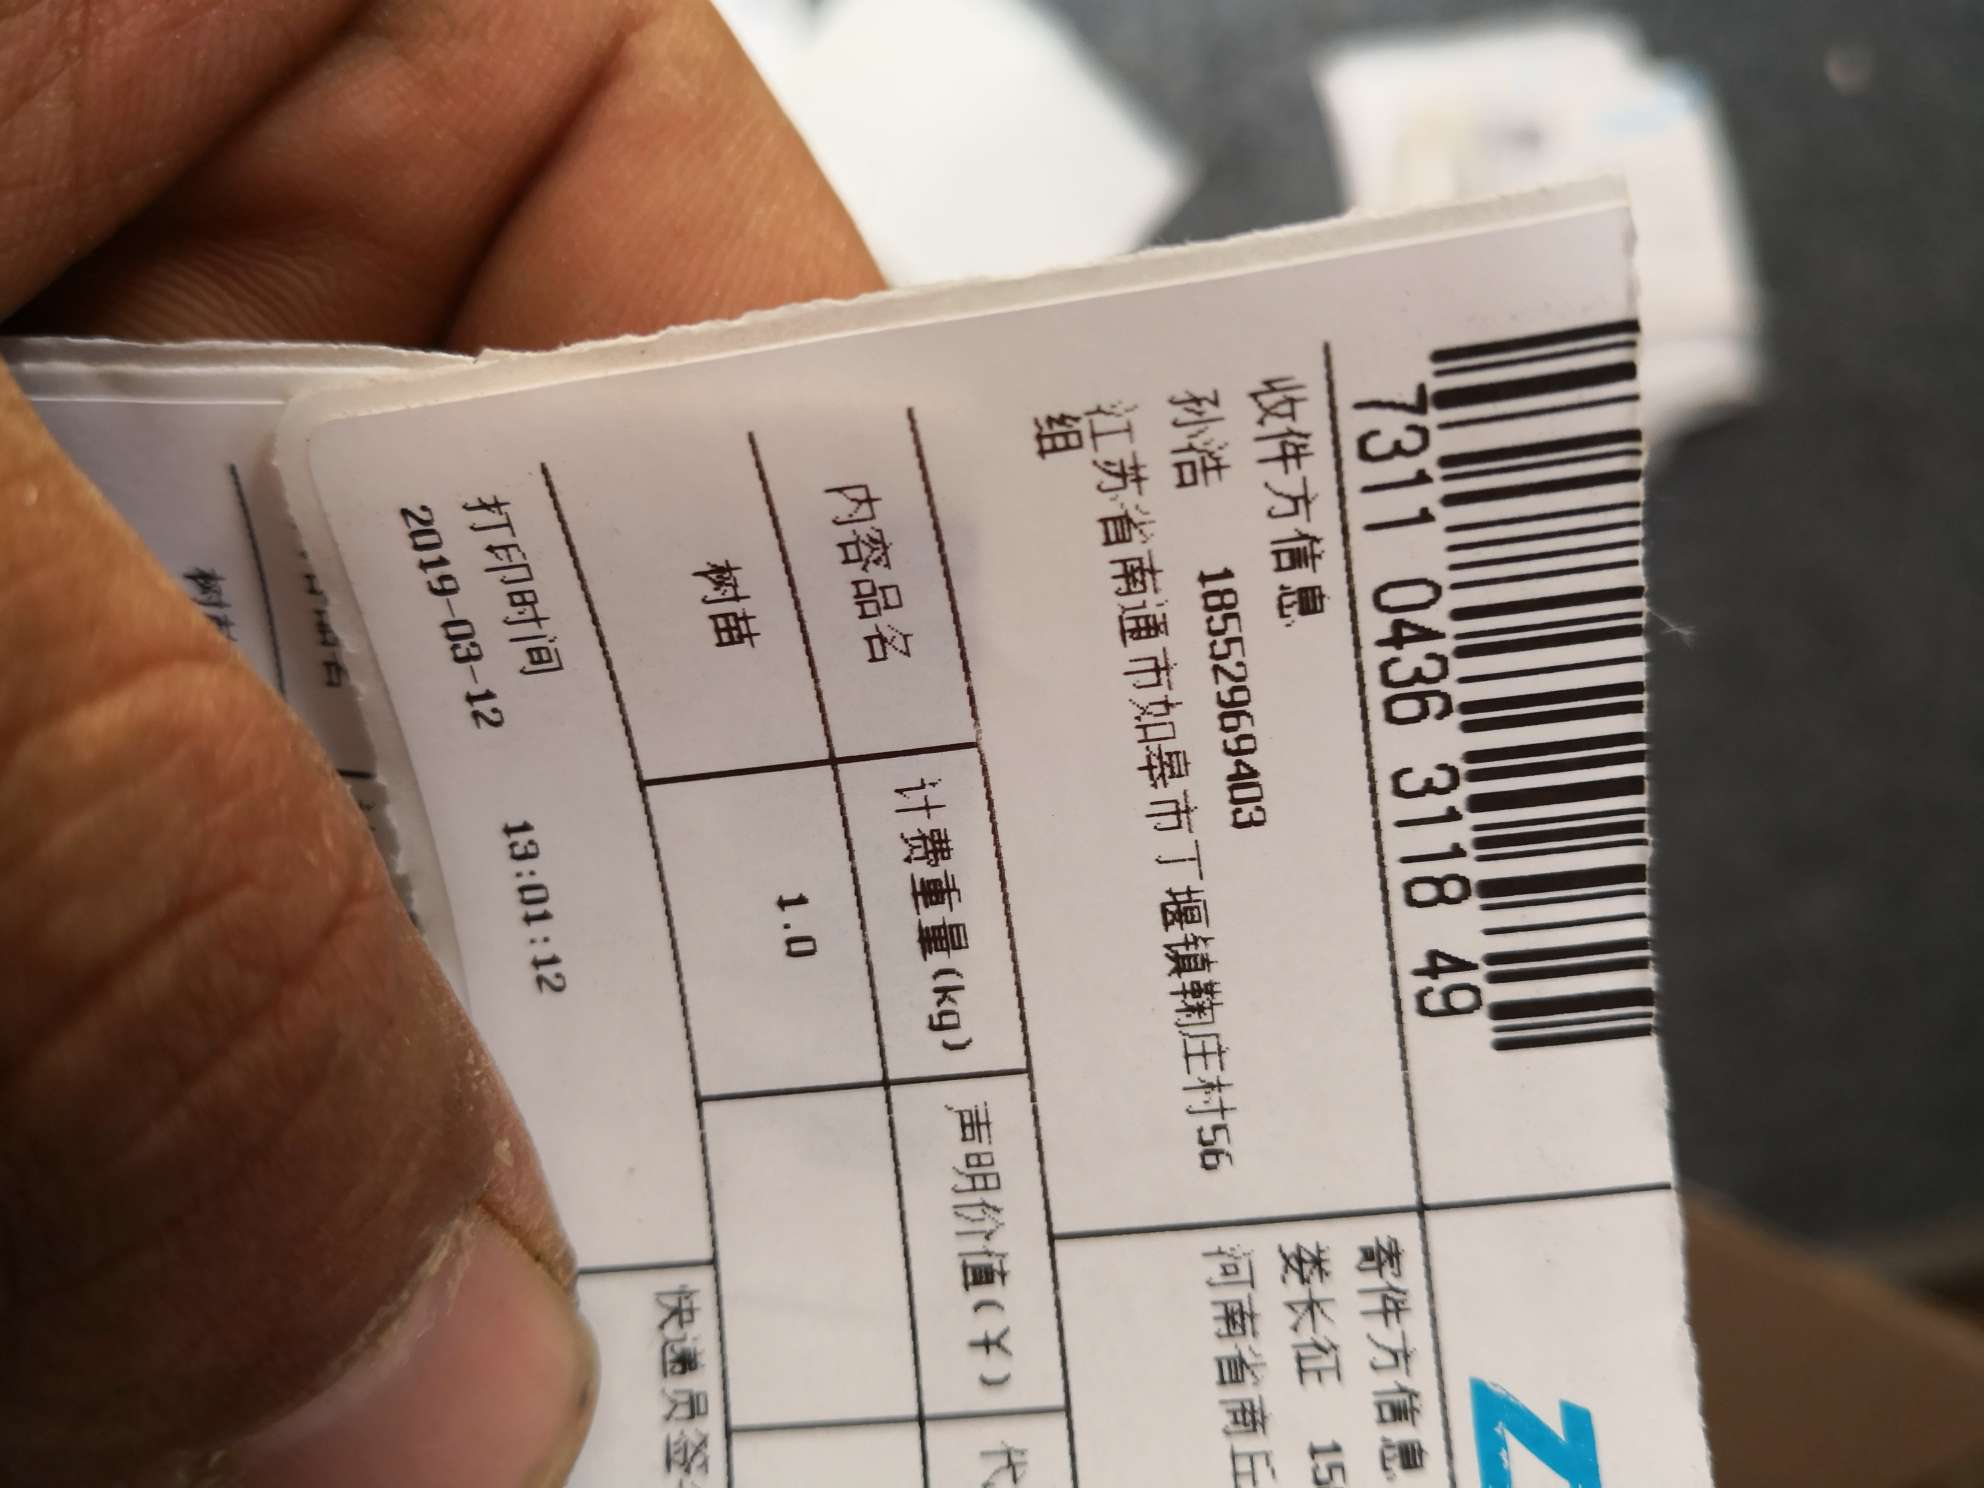 7311 0436 3118 49
收件方信息
孙浩 18552969403
江苏省南通市如皋市丁堰镇鞠庄村56
组
寄件方信息
娄长征 15
河南省商丘
内容品名
计费重量(kg)
声明价值(¥)
代
树苗
1.0
打印时间
2019-03-12 13:01:12
快递员签
Z